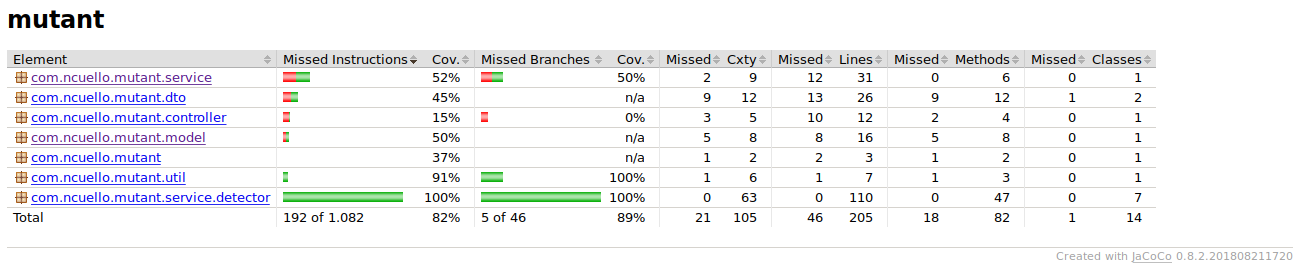 mutant
Element Missed Instructions Cov. Missed Branches Cov. Missed Cxty Missed Lines Missed Methods Missed Classes
com.ncuello.mutant.service 52% 50% 2 9 12 31 0 6 0 1
com.ncuello.mutant.dto 45% n/a 9 12 13 26 9 12 1 2
com.ncuello.mutant.controller 15% 0% 3 5 10 12 2 4 0 1
com.ncuello.mutant.model 50% n/a 5 8 8 16 5 8 0 1
com.ncuello.mutant 37% n/a 1 2 2 3 1 2 0 1
com.ncuello.mutant.util 91% 100% 1 6 1 7 1 3 0 1
com.ncuello.mutant.service.detector 100% 100% 0 63 0 110 0 47 0 7
Total 192 of 1.082 82% 5 of 46 89% 21 105 46 205 18 82 1 14
Created with JaCoCo 0.8.2.201808211720